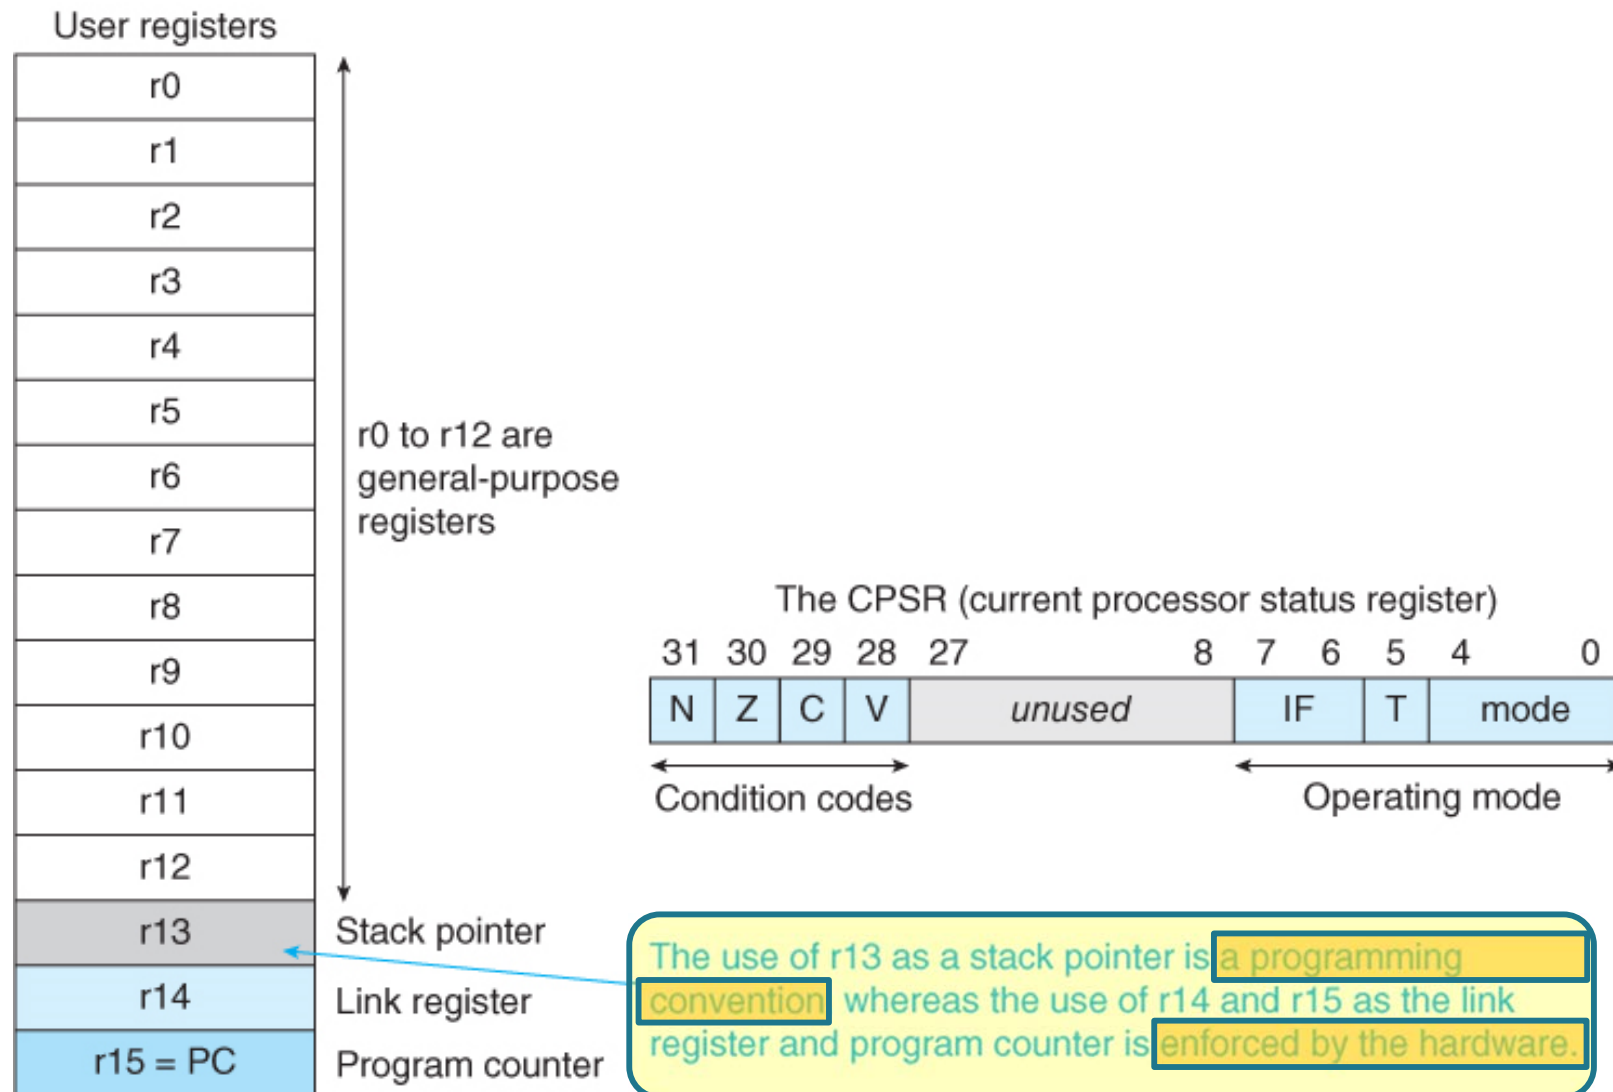 User registers
r0
r1
r2
r3
r4
r5
r6
r7
r8
r9
r10
r11
r12
r13
r14
r15 = PC
r0 to r12 are
general-purpose
registers
Stack pointer
Link register
Program counter
The CPSR (current processor status register)
31 30 29 28 27 8 7 6 5 4 0
N Z C V unused IF T mode
Condition codes
Operating mode
The use of r13 as a stack pointer is a programming
convention, whereas the use of r14 and r15 as the link
register and program counter is enforced by the hardware.